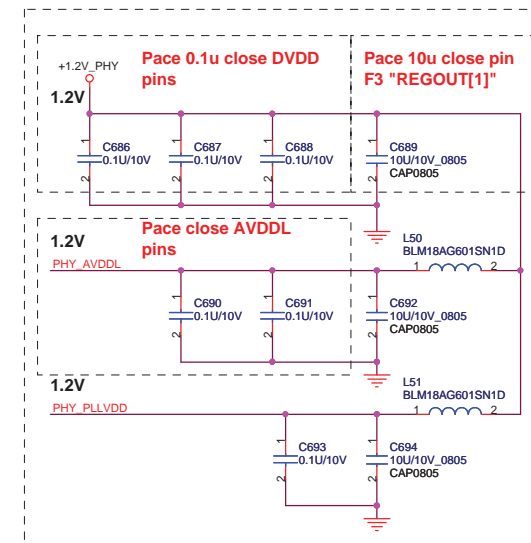 Pace 0.1u close DVDD
pins
Pace 10u close pin
F3 "REGOUT[1]"
+1.2V_PHY
1.2V
1
2
C686
0.1U/10V
1
2
C687
0.1U/10V
1
2
C688
0.1U/10V
1
2
C689
10U/10V_0805
CAP0805
Pace close AVDDL
pins
1.2V
PHY_AVDDL
L50
BLM18AG601SN1D
1
2
1
2
C690
0.1U/10V
1
2
C691
0.1U/10V
1
2
C692
10U/10V_0805
CAP0805
1.2V
PHY_PLLVDD
L51
BLM18AG601SN1D
1
2
1
2
C693
0.1U/10V
1
2
C694
10U/10V_0805
CAP0805